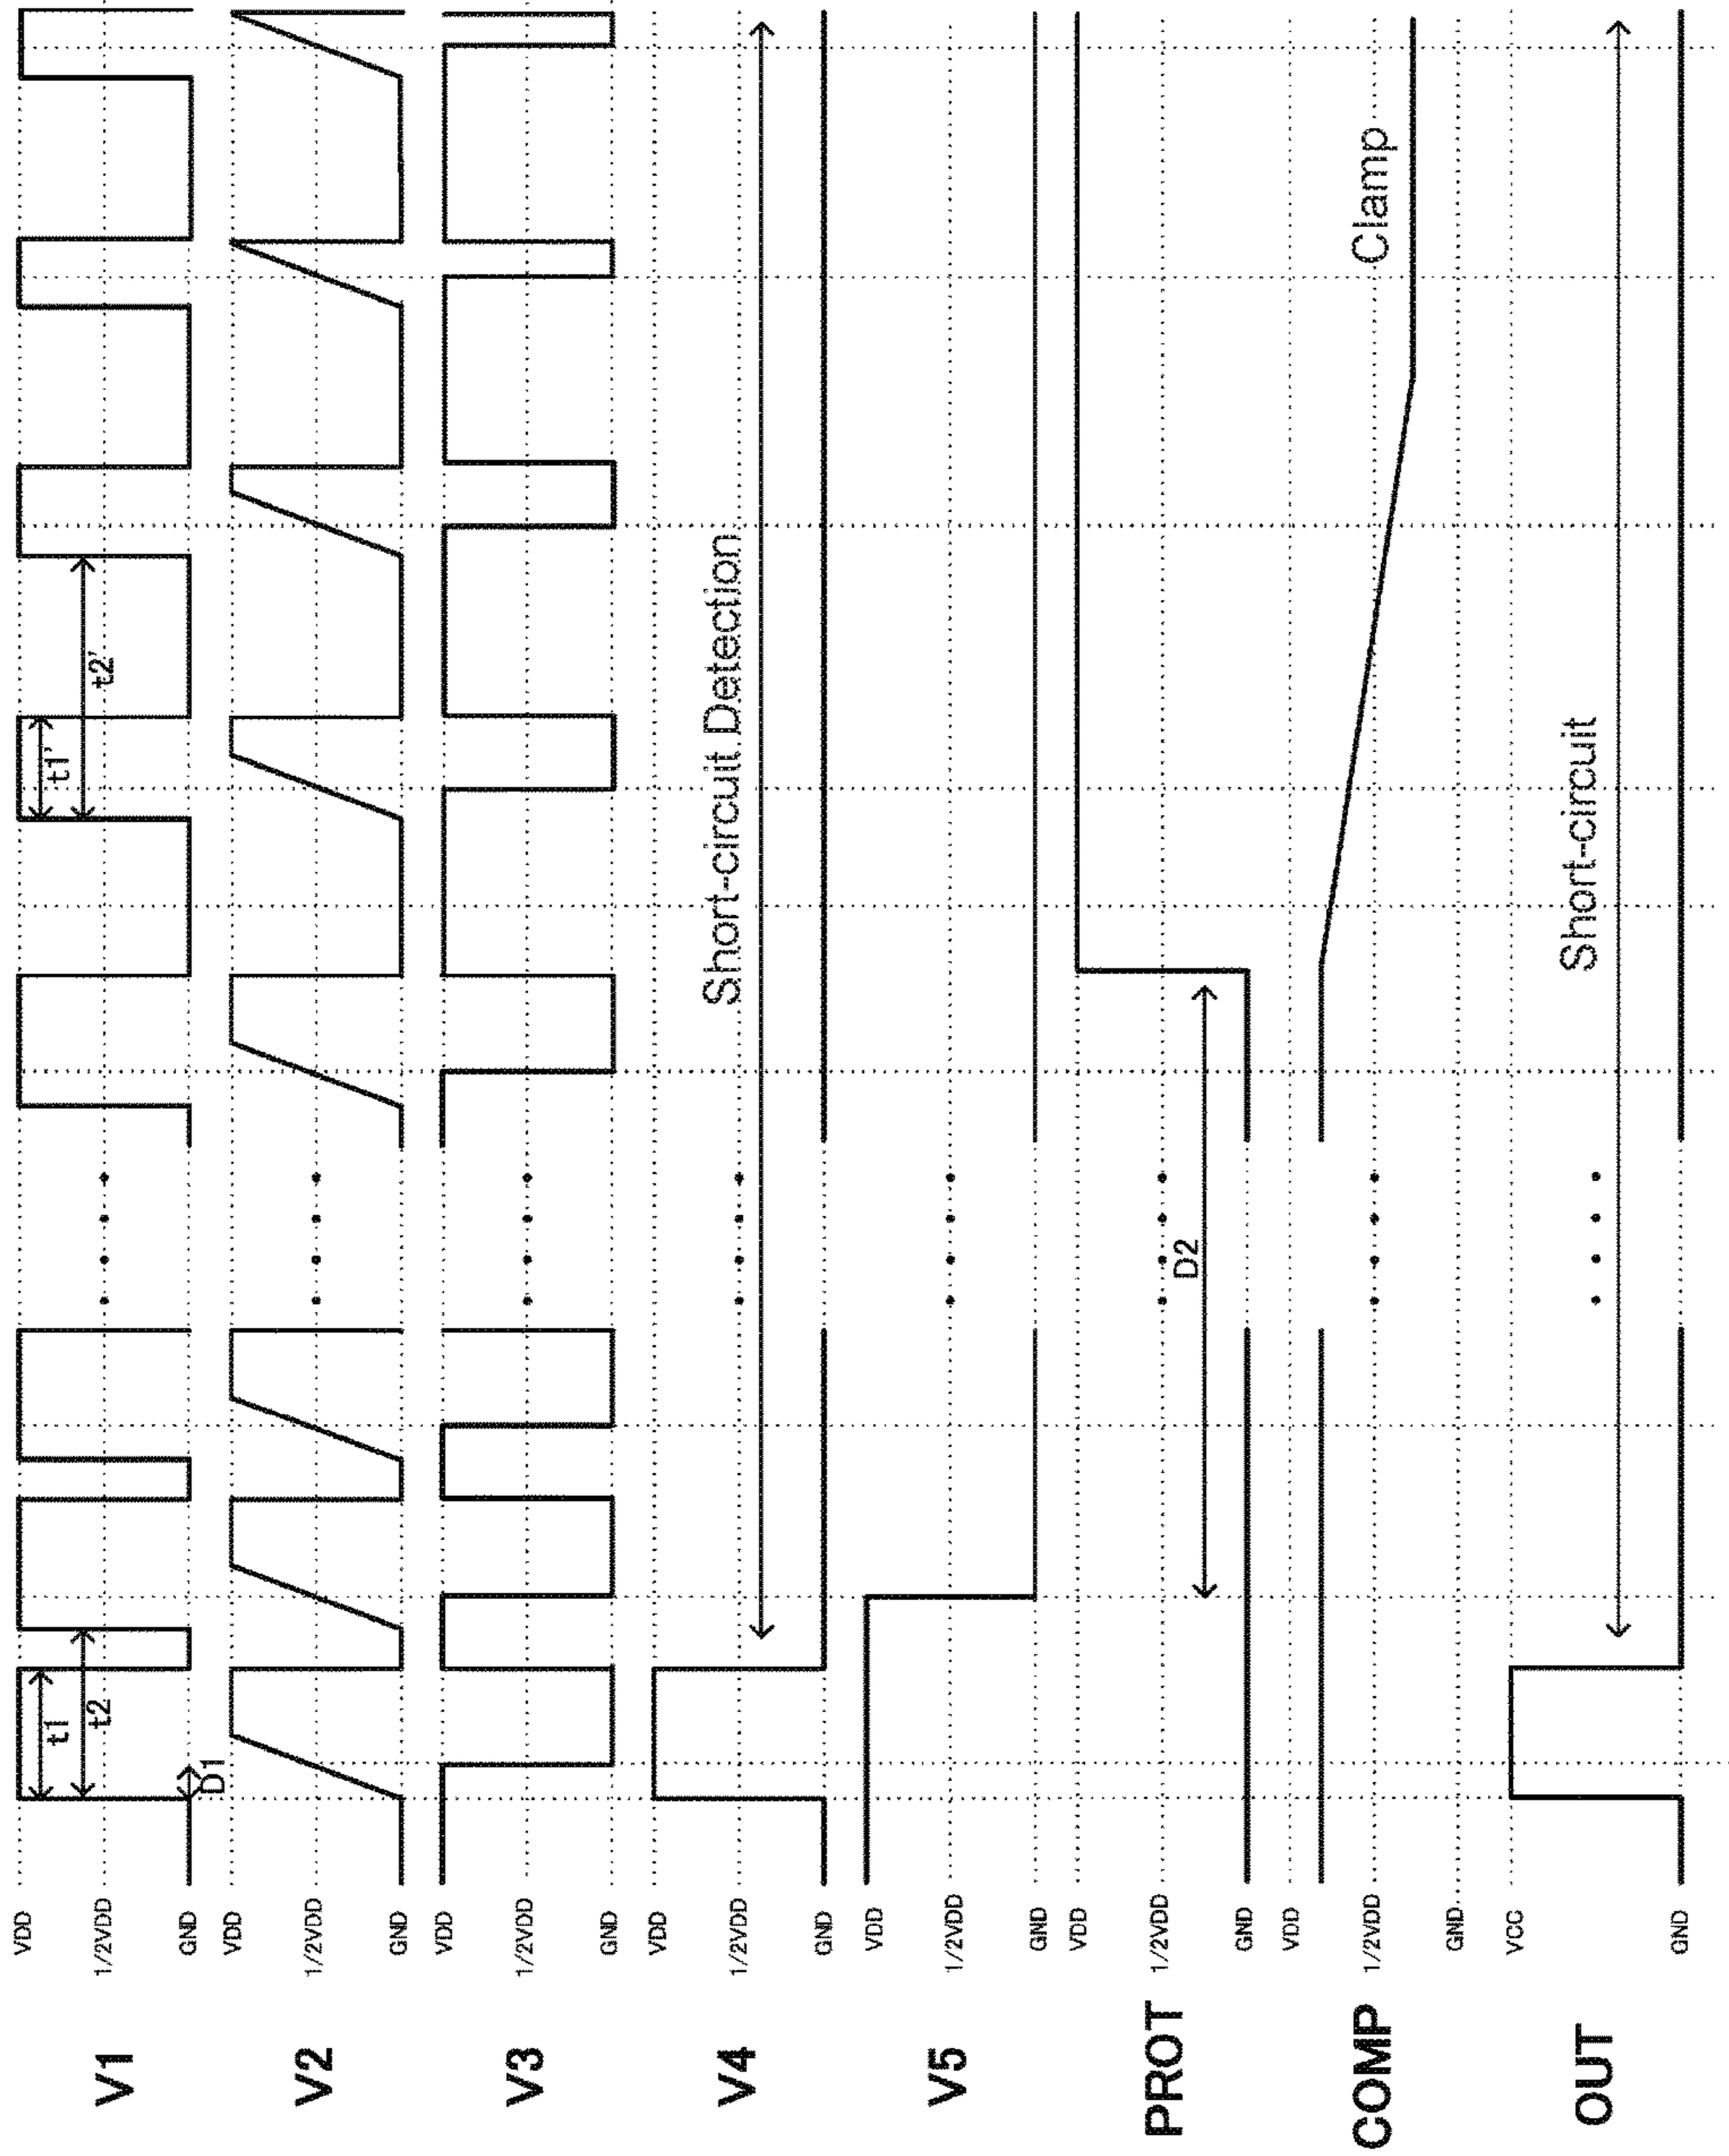 V1
VDD
1/2VDD
GND
t1
t2
D1
t1'
t2'
V2
VDD
1/2VDD
GND
V3
VDD
1/2VDD
GND
V4
VDD
1/2VDD
GND
Short-circuit Detection
V5
VDD
1/2VDD
GND
PROT
VDD
1/2VDD
GND
D2
COMP
VDD
1/2VDD
GND
Clamp
OUT
VCC
GND
Short-circuit